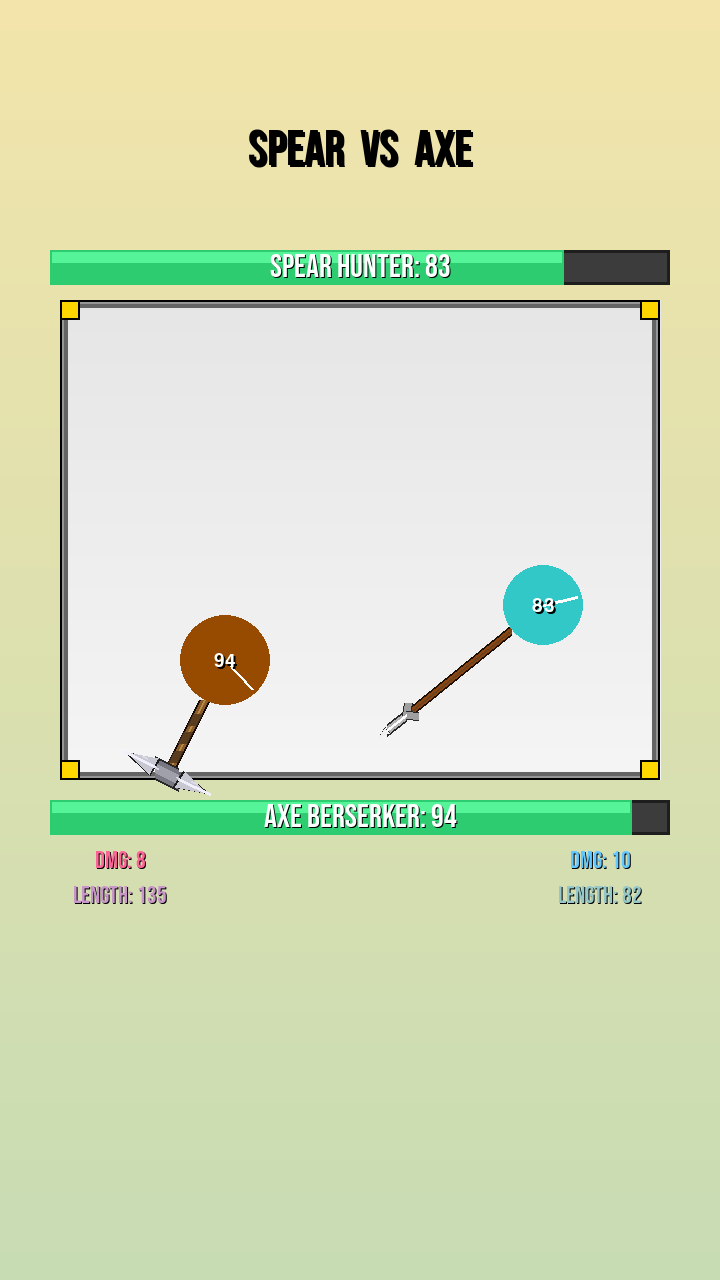 SPEAR VS AXE
SPEAR HUNTER: 83
83
94
AXE BERSERKER: 94
DMG: 8
DMG: 10
LENGTH: 135
LENGTH: 82